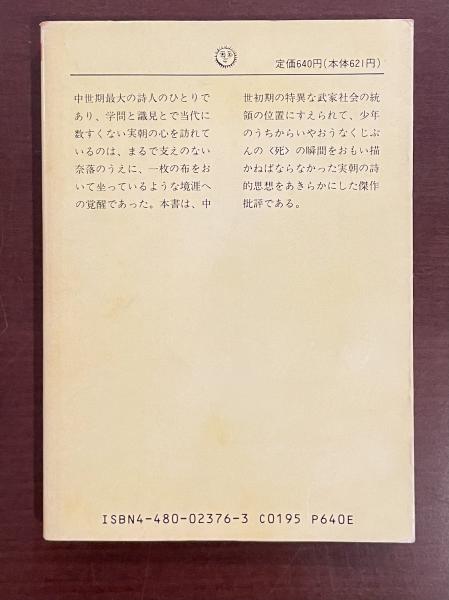 定価640円(本体621円)
中世期最大の詩人のひとりで
あり、学問と識見とで当代に
数すくない実朝の心を訪れて
いるのは、まるで支えのない
奈落のうえに、一枚の布をお
いて坐っているような境涯へ
の覚醒であった。本書は、中
世初期の特異な武家社会の統
領の位置にすえられて、少年
のうちからいやおうなくじぶ
んの〈死〉の瞬間をおもい描
かねばならなかった実朝の詩
的思想をあきらかにした傑作
批評である。
ISBN4-480-02376-3 C0195 P640E